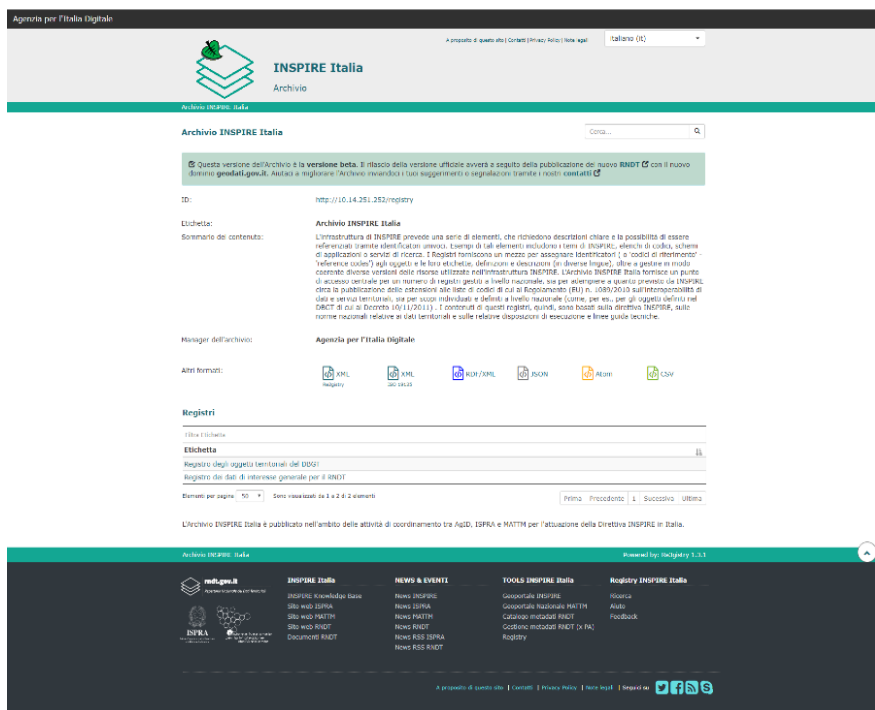 Agenzia per l'Italia Digitale
A proposito di questo sito | Contatti | Privacy Policy | Note legali
Italiano (it)
INSPIRE Italia
Archivio
Archivio INSPIRE Italia
Archivio INSPIRE Italia
Cerca...
Questa versione dell'Archivio è la versione beta. Il rilascio della versione ufficiale avverrà a seguito della pubblicazione del nuovo RNDT con il nuovo
dominio geodati.gov.it. Aiutaci a migliorare l'Archivio inviandoci i tuoi suggerimenti o segnalazioni tramite i nostri contatti
ID:
http://10.14.251.252/registry
Etichetta:
Archivio INSPIRE Italia
Sommario dei contenuti:
L'infrastruttura di INSPIRE prevede una serie di elementi, che richiedono descrizioni chiare e la possibilità di essere
referenziati tramite identificatori univoci. Esempi di tali elementi includono i temi di INSPIRE, elenchi di codici, schemi
di applicazioni o servizi di ricerca. I Registri forniscono un mezzo per assegnare identificatori ( o 'codici di riferimento' -
'reference codes') agli oggetti e le loro etichette, definizioni e descrizioni (in diverse lingue), oltre a gestire in modo
coerente diverse versioni delle risorse utilizzate nell'infrastruttura INSPIRE. L'Archivio INSPIRE Italia fornisce un punto
di accesso centrale per un numero di registri gestiti a livello nazionale, sia per adempiere a quanto previsto da INSPIRE
circa la pubblicazione delle estensioni alle liste di codici di cui al Regolamento (EU) n. 1089/2010 sull'interoperabilità di
dati e servizi territoriali, sia per scopi individuati e definiti a livello nazionale (come, per es., per gli oggetti definiti nel
DBGT di cui al Decreto 10/11/2011) . I contenuti di questi registri, quindi, sono basati sulla direttiva INSPIRE, sulle
norme nazionali relative ai dati territoriali e sulle relative disposizioni di esecuzione e linee guida tecniche.
Manager dell'archivio:
Agenzia per l'Italia Digitale
Altri formati:
XML XML RDF/XML JSON Atom CSV
Re3gistry ISO 19135
Registri
Filtra Etichetta
Etichetta
Registro degli oggetti territoriali del DBGT
Registro dei dati di interesse generale per il RNDT
Elementi per pagina 50 Sono visualizzati da 1 a 2 di 2 elementi
Prima Precedente 1 Successiva Ultima
L'Archivio INSPIRE Italia è pubblicato nell'ambito delle attività di coordinamento tra AgID, ISPRA e MATTM per l'attuazione della Direttiva INSPIRE in Italia.
Archivio INSPIRE Italia
Powered by: Re3gistry 1.3.1
rndt.gov.it
ISPRA
INSPIRE Italia
INSPIRE Knowledge Base
Sito web ISPRA
Sito web MATTM
Sito web RNDT
Documenti RNDT
NEWS & EVENTI
News INSPIRE
News ISPRA
News MATTM
News RNDT
News RSS ISPRA
News RSS RNDT
TOOLS INSPIRE Italia
Geoportale INSPIRE
Geoportale Nazionale MATTM
Catalogo metadati RNDT
Gestione metadati RNDT (x PA)
Registry
Registry INSPIRE Italia
Ricerca
Aiuto
Feedback
A proposito di questo sito | Contatti | Privacy Policy | Note legali | Seguici su